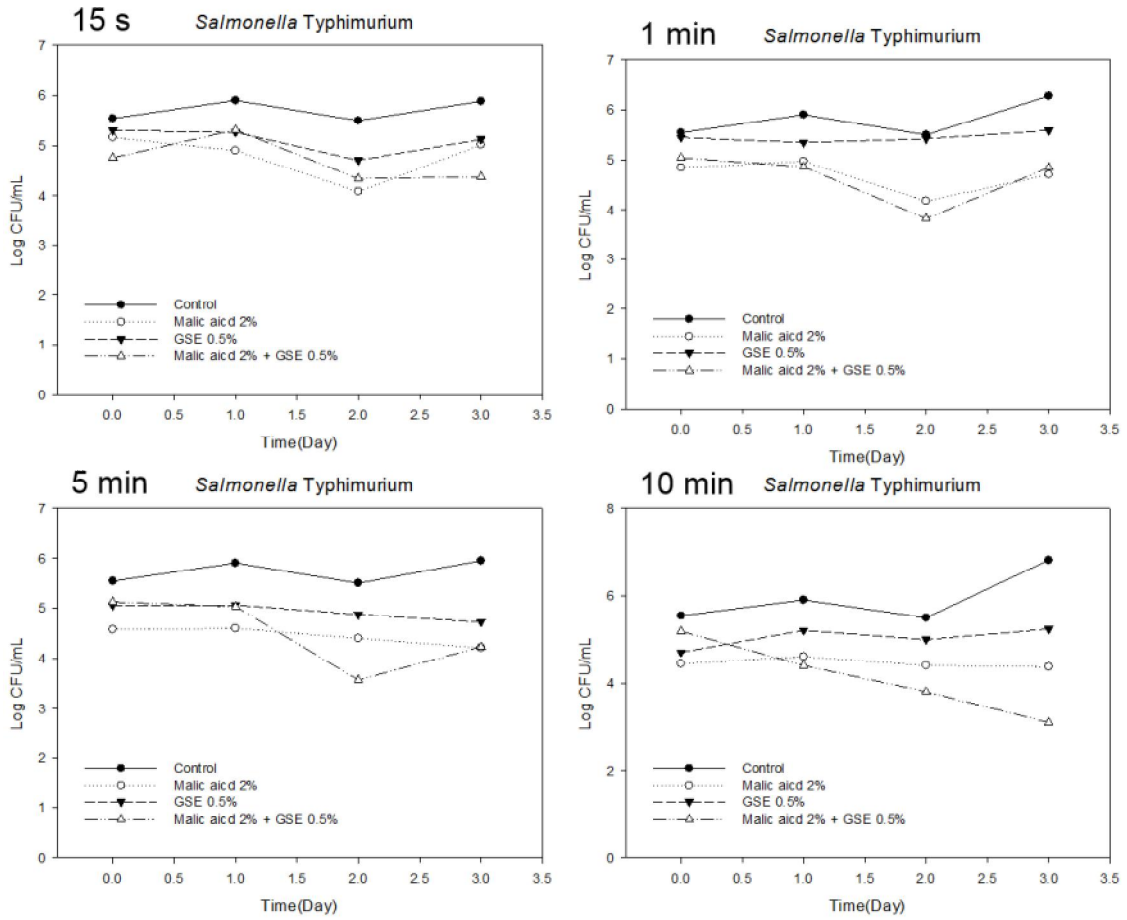 15 s Salmonella Typhimurium
7
6
5
4
3
2
1
0
Log CFU/mL
Control
Malic aicd 2%
GSE 0.5%
Malic aicd 2% + GSE 0.5%
0.0 0.5 1.0 1.5 2.0 2.5 3.0 3.5
Time(Day)
1 min Salmonella Typhimurium
7
6
5
4
3
2
1
0
Log CFU/mL
Control
Malic aicd 2%
GSE 0.5%
Malic aicd 2% + GSE 0.5%
0.0 0.5 1.0 1.5 2.0 2.5 3.0 3.5
Time(Day)
5 min Salmonella Typhimurium
7
6
5
4
3
2
1
0
Log CFU/mL
Control
Malic aicd 2%
GSE 0.5%
Malic aicd 2% + GSE 0.5%
0.0 0.5 1.0 1.5 2.0 2.5 3.0 3.5
Time(Day)
10 min Salmonella Typhimurium
8
6
4
2
0
Log CFU/mL
Control
Malic aicd 2%
GSE 0.5%
Malic aicd 2% + GSE 0.5%
0.0 0.5 1.0 1.5 2.0 2.5 3.0 3.5
Time(Day)